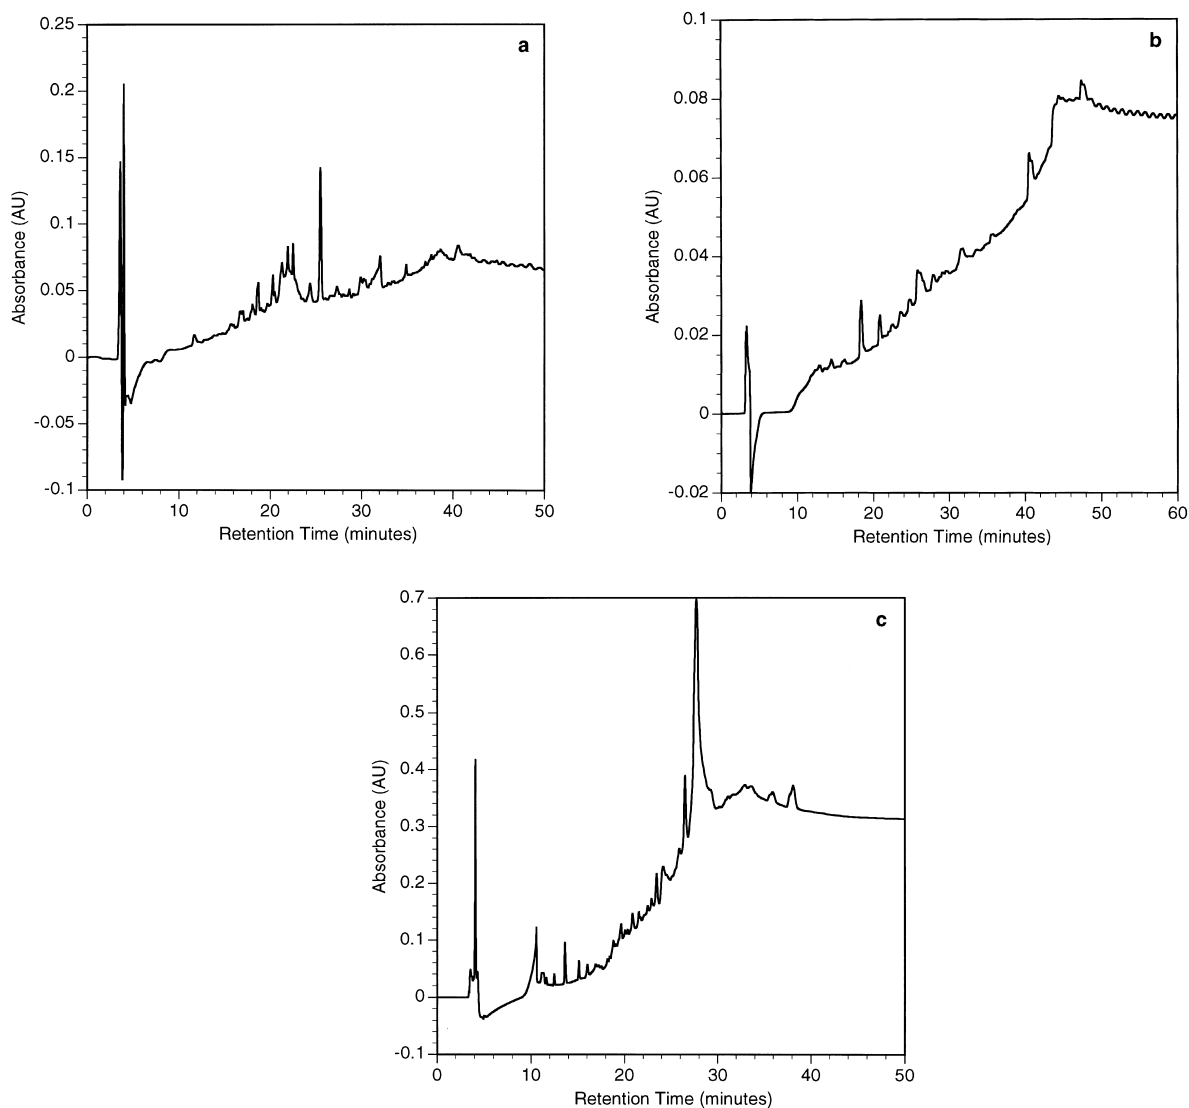 a
0.25
0.2
0.15
0.1
0.05
0
-0.05
-0.1
Absorbance (AU)
0 10 20 30 40 50
Retention Time (minutes)
b
0.1
0.08
0.06
0.04
0.02
0
-0.02
Absorbance (AU)
0 10 20 30 40 50 60
Retention Time (minutes)
c
0.7
0.6
0.5
0.4
0.3
0.2
0.1
0
-0.1
Absorbance (AU)
0 10 20 30 40 50
Retention Time (minutes)